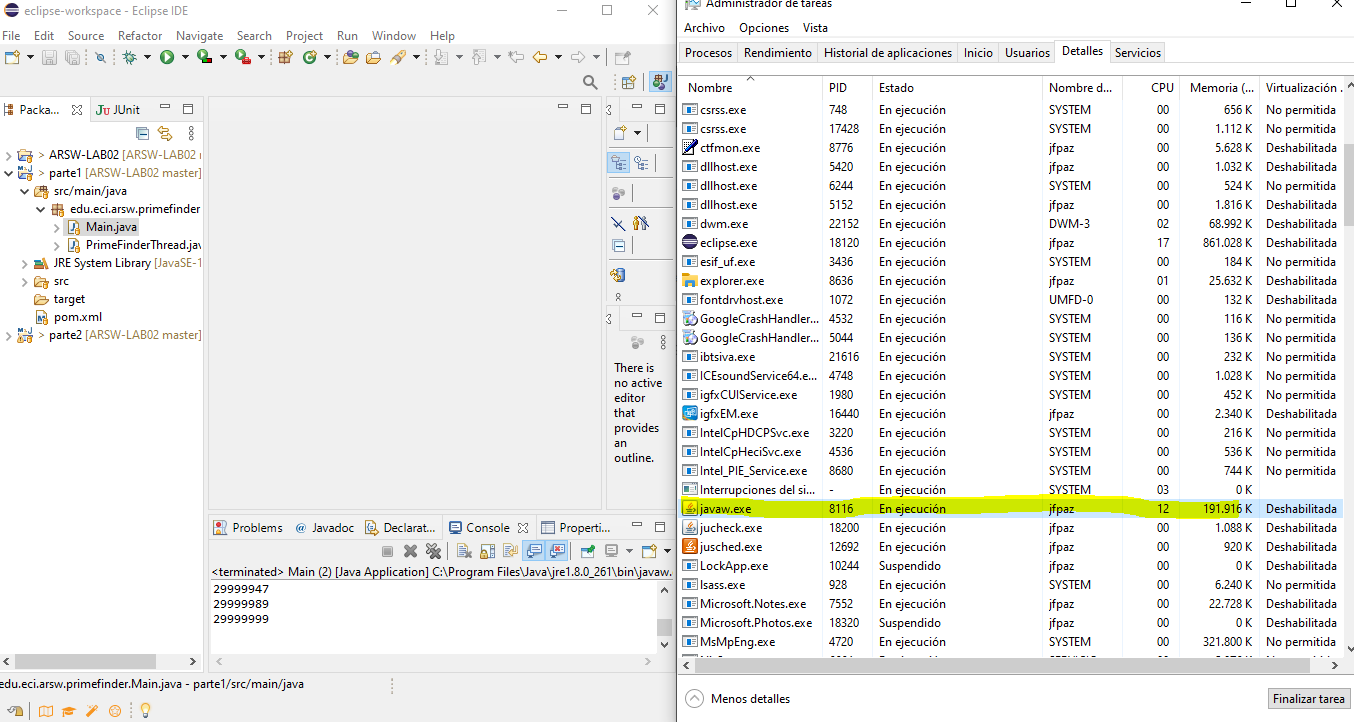 eclipse-workspace - Eclipse IDE
File Edit Source Refactor Navigate Search Project Run Window Help
Packa...
JUnit
> ARSW-LAB02 [ARSW-LAB02
> parte1 [ARSW-LAB02 master]
src/main/java
edu.eci.arsw.primefinder
Main.java
PrimeFinderThread.jav
JRE System Library [JavaSE-1
src
target
pom.xml
> parte2 [ARSW-LAB02 master]
There is
no active
editor
that
provides
an
outline.
Problems @ Javadoc Declarat... Console Properti...
<terminated> Main (2) [Java Application] C:\Program Files\Java\jre1.8.0_261\bin\javaw.
29999947
29999989
29999999
edu.eci.arsw.primefinder.Main.java - parte1/src/main/java
Administrador de tareas
Archivo Opciones Vista
Procesos Rendimiento Historial de aplicaciones Inicio Usuarios Detalles Servicios
Nombre PID Estado Nombre d... CPU Memoria (... Virtualización
csrss.exe 748 En ejecución SYSTEM 00 656 K No permitida
csrss.exe 17428 En ejecución SYSTEM 00 1.112 K No permitida
ctfmon.exe 8776 En ejecución jfpaz 00 5.628 K Deshabilitada
dllhost.exe 5420 En ejecución jfpaz 00 1.032 K Deshabilitada
dllhost.exe 6244 En ejecución SYSTEM 00 524 K No permitida
dllhost.exe 5152 En ejecución jfpaz 00 1.816 K Deshabilitada
dwm.exe 22152 En ejecución DWM-3 02 68.992 K Deshabilitada
eclipse.exe 18120 En ejecución jfpaz 17 861.028 K Deshabilitada
esif_uf.exe 3436 En ejecución SYSTEM 00 184 K No permitida
explorer.exe 8636 En ejecución jfpaz 01 25.632 K Deshabilitada
fontdrvhost.exe 1072 En ejecución UMFD-0 00 132 K Deshabilitada
GoogleCrashHandler... 4532 En ejecución SYSTEM 00 116 K No permitida
GoogleCrashHandler... 5044 En ejecución SYSTEM 00 136 K No permitida
ibtsiva.exe 21616 En ejecución SYSTEM 00 232 K No permitida
ICEsoundService64.e... 4748 En ejecución SYSTEM 00 1.028 K No permitida
igfxCUIService.exe 1980 En ejecución SYSTEM 00 452 K No permitida
igfxEM.exe 16440 En ejecución jfpaz 00 2.340 K Deshabilitada
IntelCpHDCPSvc.exe 3220 En ejecución SYSTEM 00 216 K No permitida
IntelCpHeciSvc.exe 4536 En ejecución SYSTEM 00 536 K No permitida
Intel_PIE_Service.exe 8680 En ejecución SYSTEM 00 744 K No permitida
Interrupciones del si... - En ejecución SYSTEM 03 0 K
javaw.exe 8116 En ejecución jfpaz 12 191.916 K Deshabilitada
jucheck.exe 18200 En ejecución jfpaz 00 1.088 K Deshabilitada
jusched.exe 12692 En ejecución jfpaz 00 920 K Deshabilitada
LockApp.exe 10244 Suspendido jfpaz 00 0 K Deshabilitada
lsass.exe 928 En ejecución SYSTEM 00 6.240 K No permitida
Microsoft.Notes.exe 7552 En ejecución jfpaz 00 22.728 K Deshabilitada
Microsoft.Photos.exe 18320 Suspendido jfpaz 00 0 K Deshabilitada
MsMpEng.exe 4720 En ejecución SYSTEM 00 321.800 K No permitida
Menos detalles
Finalizar tarea